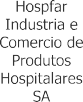 Hospfar
Industria e
Comercio de
Produtos
Hospitalares
SA